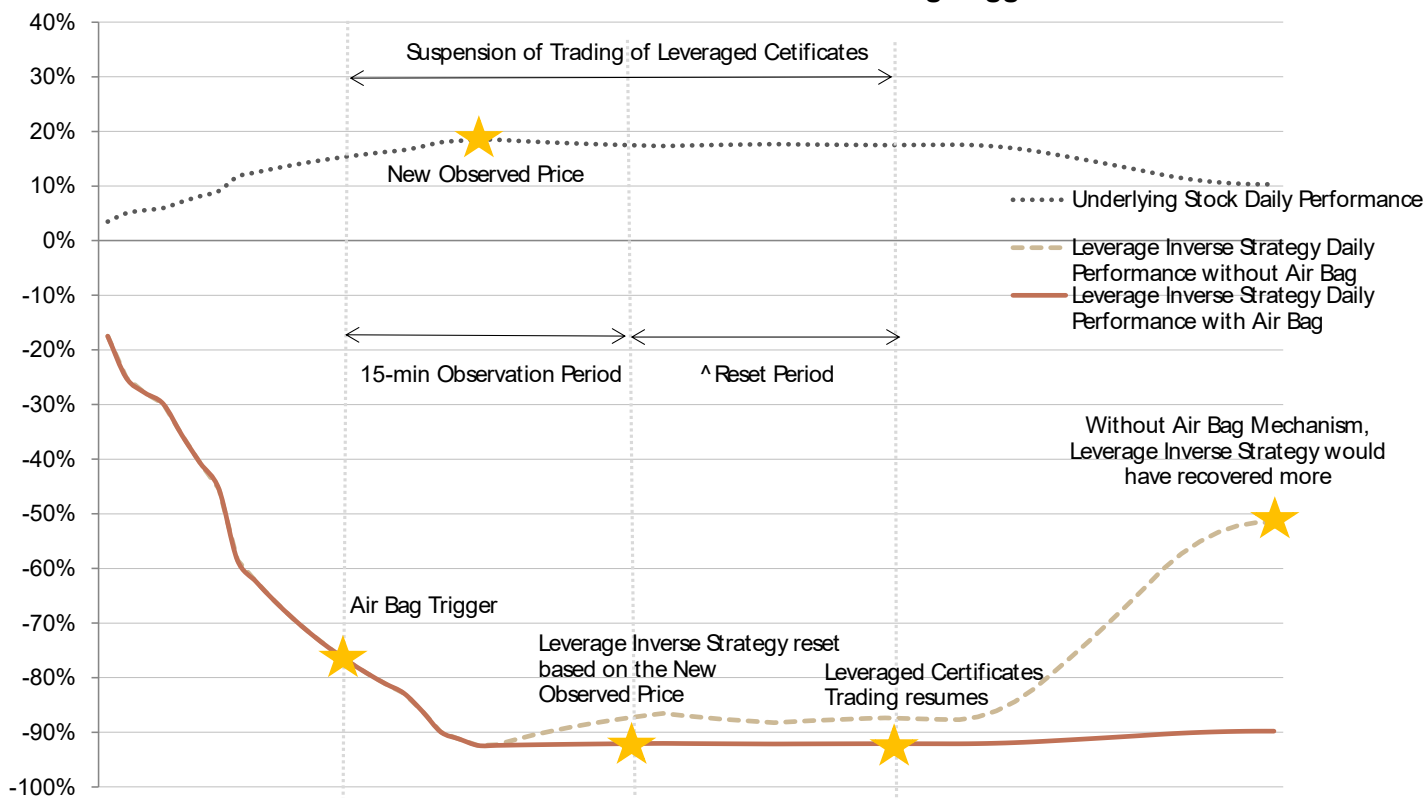 40%
Suspension of Trading of Leveraged Cetificates
30%
20%
New Observed Price
10%
Underlying Stock Daily Performance
0%
Leverage Inverse Strategy Daily
Performance without Air Bag
-10%
Leverage Inverse Strategy Daily
Performance with Air Bag
-20%
15-min Observation Period
^Reset Period
-30%
Without Air Bag Mechanism,
Leverage Inverse Strategy would
have recovered more
-40%
-50%
-60%
Air Bag Trigger
-70%
Leverage Inverse Strategy reset
based on the New
Observed Price
Leveraged Certificates
Trading resumes
-80%
-90%
-100%